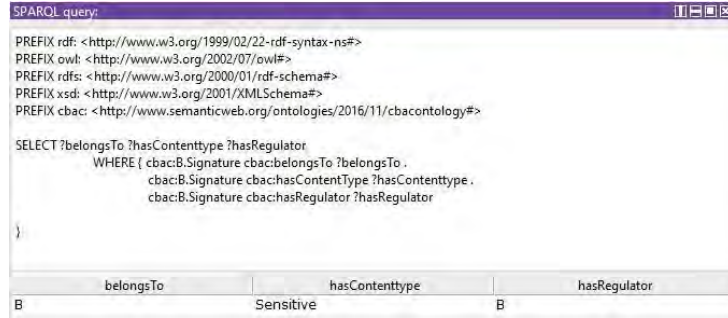 SPARQL query:
PREFIX rdf: <http://www.w3.org/1999/02/22-rdf-syntax-ns#>
PREFIX owl: <http://www.w3.org/2002/07/owl#>
PREFIX rdfs: <http://www.w3.org/2000/01/rdf-schema#>
PREFIX xsd: <http://www.w3.org/2001/XMLSchema#>
PREFIX cbac: <http://www.semanticweb.org/ontologies/2016/11/cbacontology#>
SELECT ?belongsTo ?hasContenttype ?hasRegulator
WHERE { cbac:B.Signature cbac:belongsTo ?belongsTo .
cbac:B.Signature cbac:hasContentType ?hasContenttype .
cbac:B.Signature cbac:hasRegulator ?hasRegulator
}
belongsTo hasContenttype hasRegulator
B Sensitive B